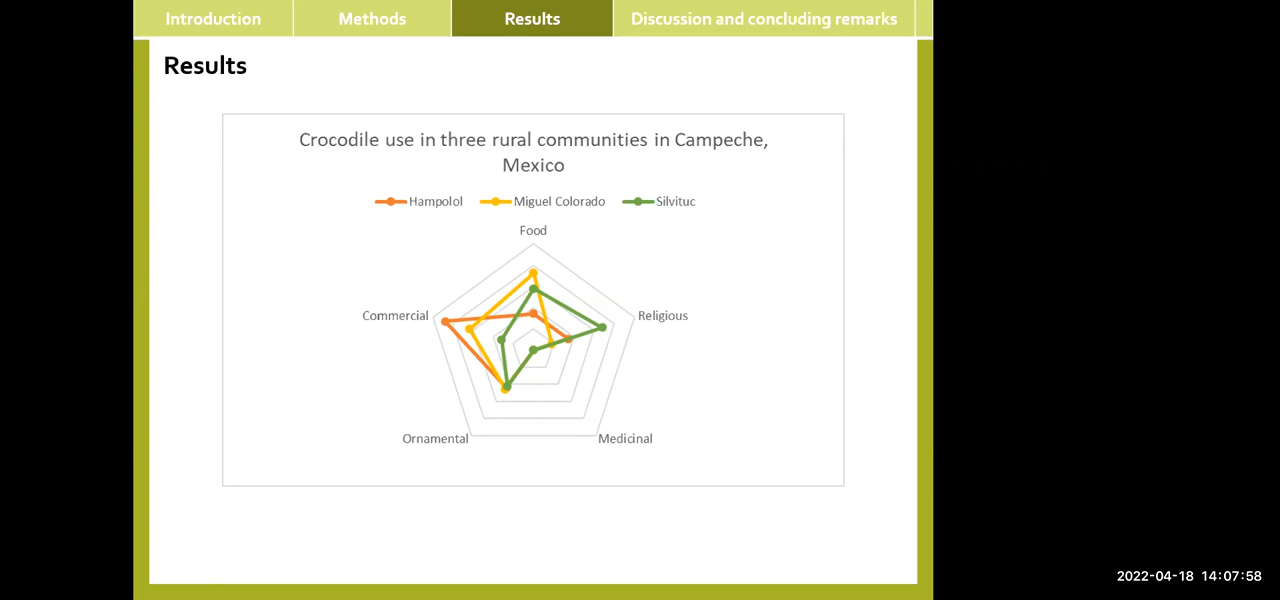 Introduction
Methods
Results
Discussion and concluding remarks
Results
Crocodile use in three rural communities in Campeche,
Mexico
Hampolol
Miguel Colorado
Silvituc
Food
Commercial
Religious
Ornamental
Medicinal
2022-04-18 14:07:58